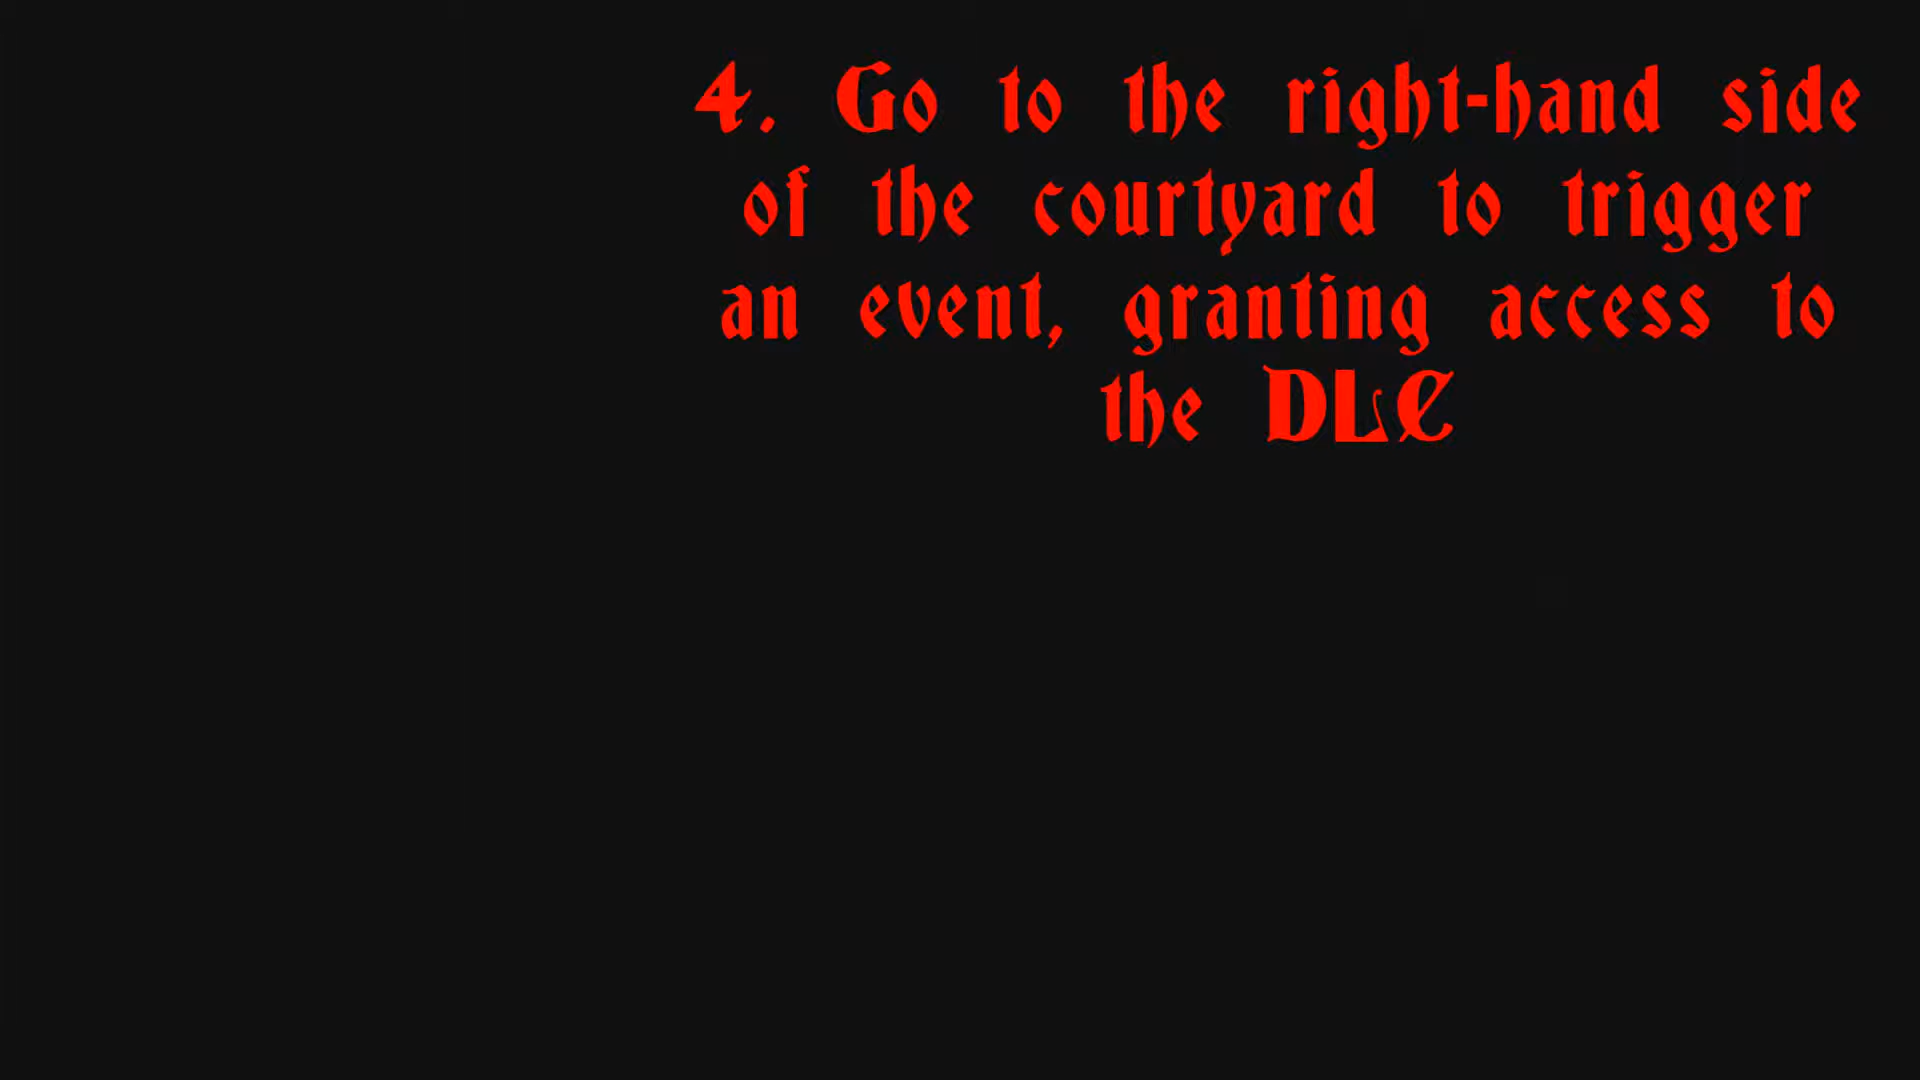 4. Go to the right-hand side
of the courtyard to trigger
an event, granting access to
the DLC